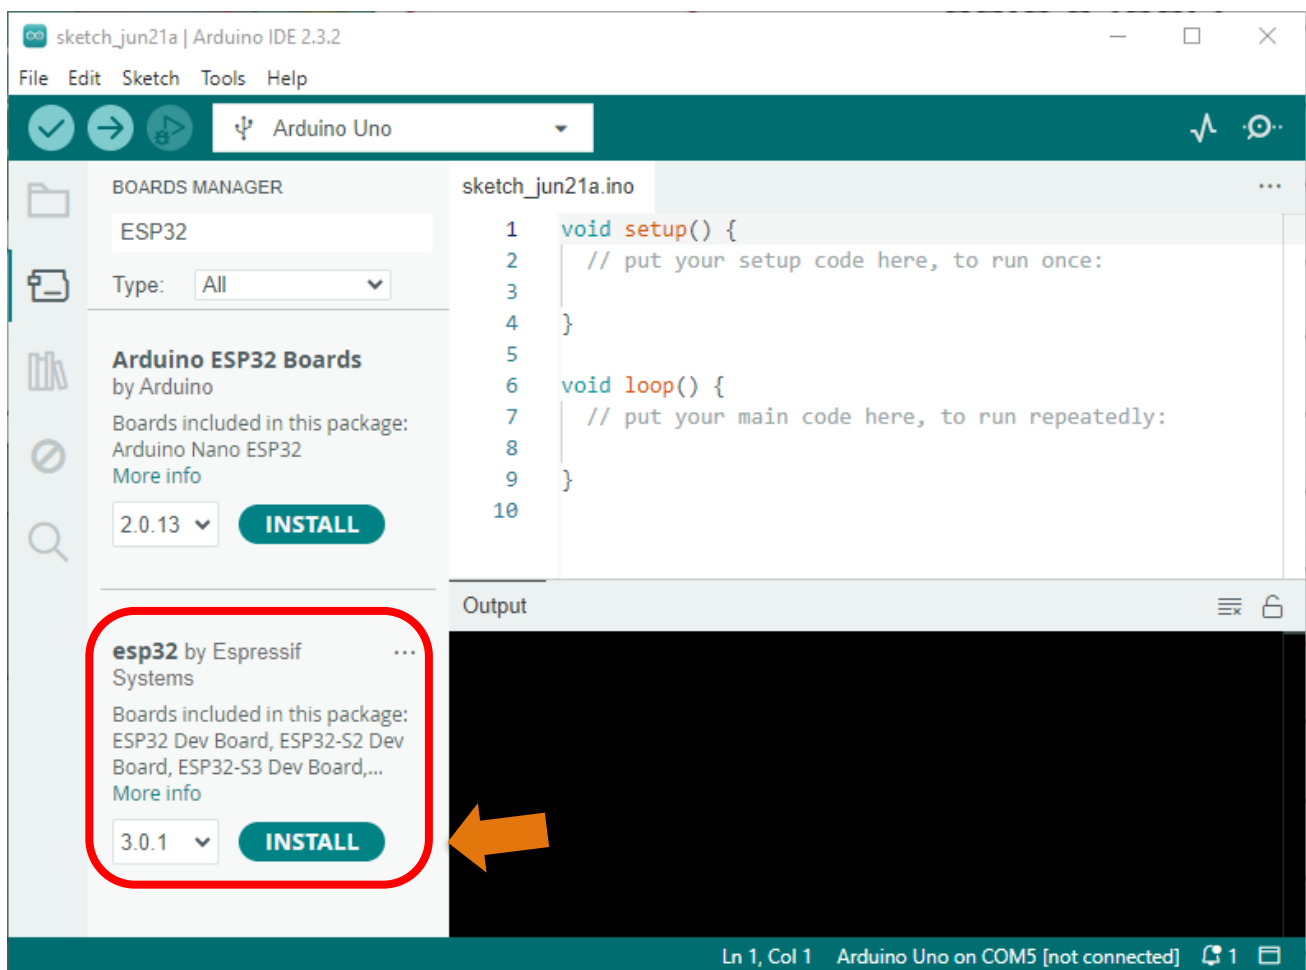 sketch_jun21a | Arduino IDE 2.3.2
File Edit Sketch Tools Help
Arduino Uno
BOARDS MANAGER
ESP32
Type: All
Arduino ESP32 Boards
by Arduino
Boards included in this package:
Arduino Nano ESP32
More info
2.0.13 INSTALL
esp32 by Espressif
Systems
Boards included in this package:
ESP32 Dev Board, ESP32-S2 Dev
Board, ESP32-S3 Dev Board,...
More info
3.0.1 INSTALL
sketch_jun21a.ino
1 void setup() {
2 // put your setup code here, to run once:
3
4 }
5
6 void loop() {
7 // put your main code here, to run repeatedly:
8
9 }
10
Output
Ln 1, Col 1 Arduino Uno on COM5 [not connected] 1